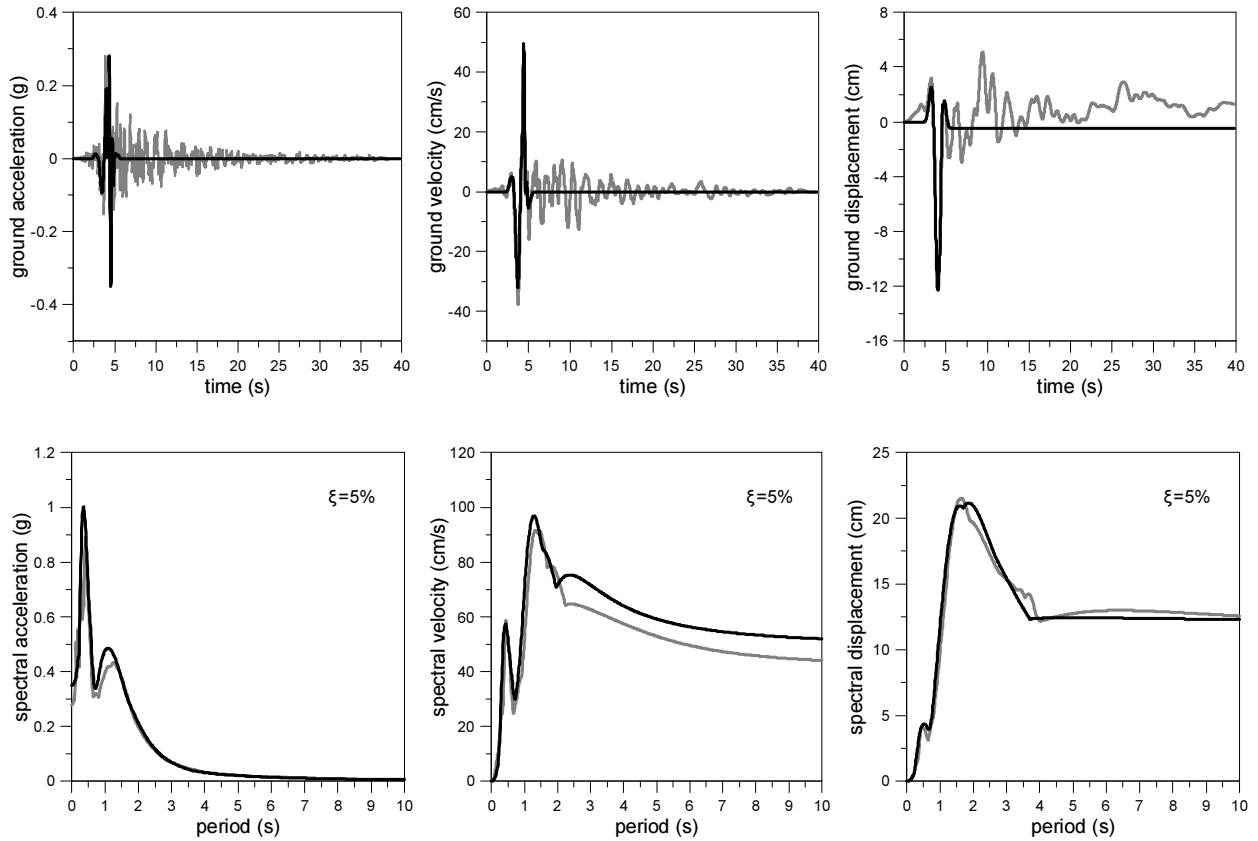 0.4
0.2
0
-0.2
-0.4
ground acceleration (g)
0 5 10 15 20 25 30 35 40
time (s)
60
40
20
0
-20
-40
ground velocity (cm/s)
0 5 10 15 20 25 30 35 40
time (s)
8
4
0
-4
-8
-12
-16
ground displacement (cm)
0 5 10 15 20 25 30 35 40
time (s)
1.2
1
0.8
0.6
0.4
0.2
0
spectral acceleration (g)
ξ=5%
0 1 2 3 4 5 6 7 8 9 10
period (s)
120
100
80
60
40
20
0
spectral velocity (cm/s)
ξ=5%
0 1 2 3 4 5 6 7 8 9 10
period (s)
25
20
15
10
5
0
spectral displacement (cm)
ξ=5%
0 1 2 3 4 5 6 7 8 9 10
period (s)